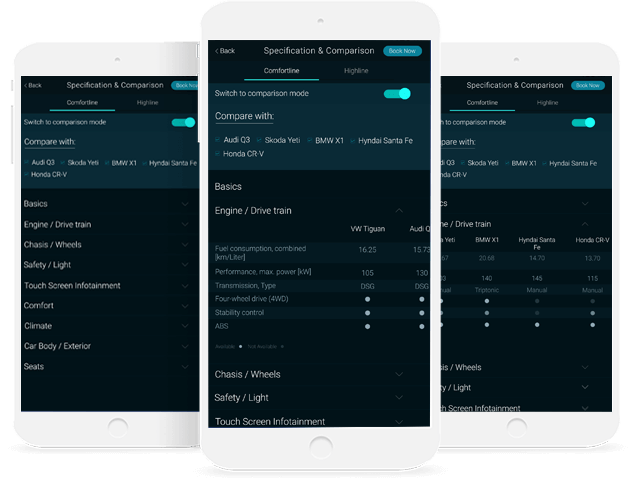 Back Specification & Comparison Book Now
Comfortline Highline
Switch to comparison mode
Compare with:
Audi Q3 Skoda Yeti BMW X1 Hyndai Santa Fe
Honda CR-V
Basics
Engine / Drive train
Chasis / Wheels
Safety / Light
Touch Screen Infotainment
Comfort
Climate
Car Body / Exterior
Seats
Back Specification & Comparison Book Now
Comfortline Highline
Switch to comparison mode
Compare with:
Audi Q3 Skoda Yeti BMW X1 Hyndai Santa Fe
Honda CR-V
Basics
Engine / Drive train
VW Tiguan Audi Q
Fuel consumption, combined 16.25 15.73
[km/Liter]
Performance, max. power [kW] 105 130
Transmission, Type DSG DSG
Four-wheel drive (4WD)
Stability control
ABS
Available Not Available
Chasis / Wheels
Safety / Light
Touch Screen Infotainment
Specification & Comparison Book Now
Comfortline Highline
to comparison mode
Compare with:
Skoda Yeti BMW X1 Hyndai Santa Fe
Honda CR-V
ne / Drive train
Yeti BMW X1 Hyndai Santa Honda CR-V
Fe
67 20.68 14.70 13.70
03 140 145 115
nual Triptonic Manual Manual
sis / Wheels
ty / Light
ch Screen Infotainment